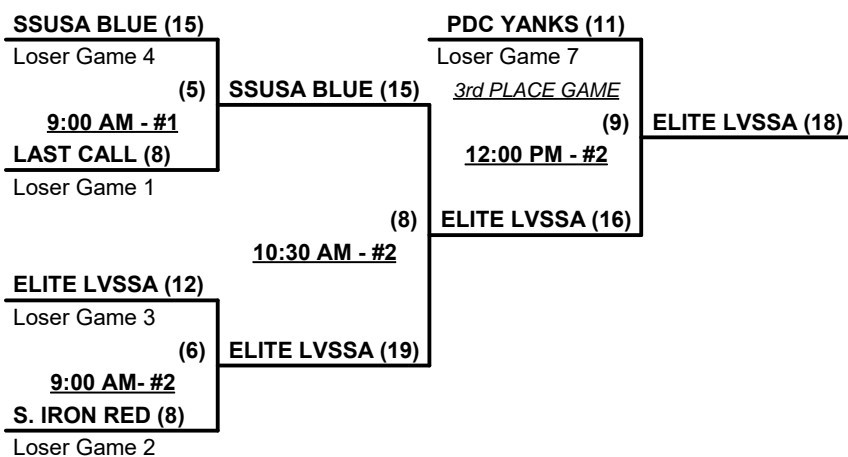 SSUSA BLUE (15)
Loser Game 4
(5)
9:00 AM - #1
LAST CALL (8)
Loser Game 1
SSUSA BLUE (15)
ELITE LVSSA (12)
Loser Game 3
(6)
9:00 AM- #2
S. IRON RED (8)
Loser Game 2
ELITE LVSSA (19)
(8)
10:30 AM - #2
PDC YANKS (11)
Loser Game 7
3rd PLACE GAME
(9)
12:00 PM - #2
ELITE LVSSA (16)
ELITE LVSSA (18)